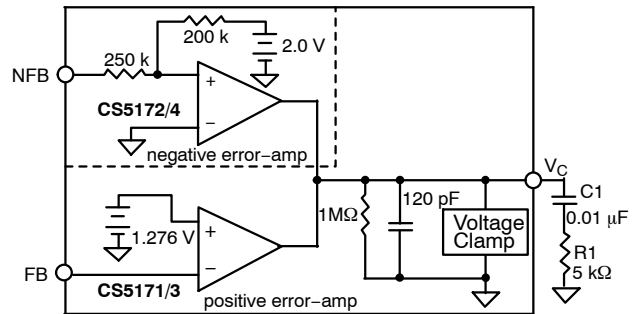 200 k
2.0 V
250 k
NFB
+
CS5172/4
−
negative error−amp
VC
C1
120 pF
0.01 µF
1MΩ
Voltage
Clamp
1.276 V
+
R1
5 kΩ
FB
−
CS5171/3
positive error−amp